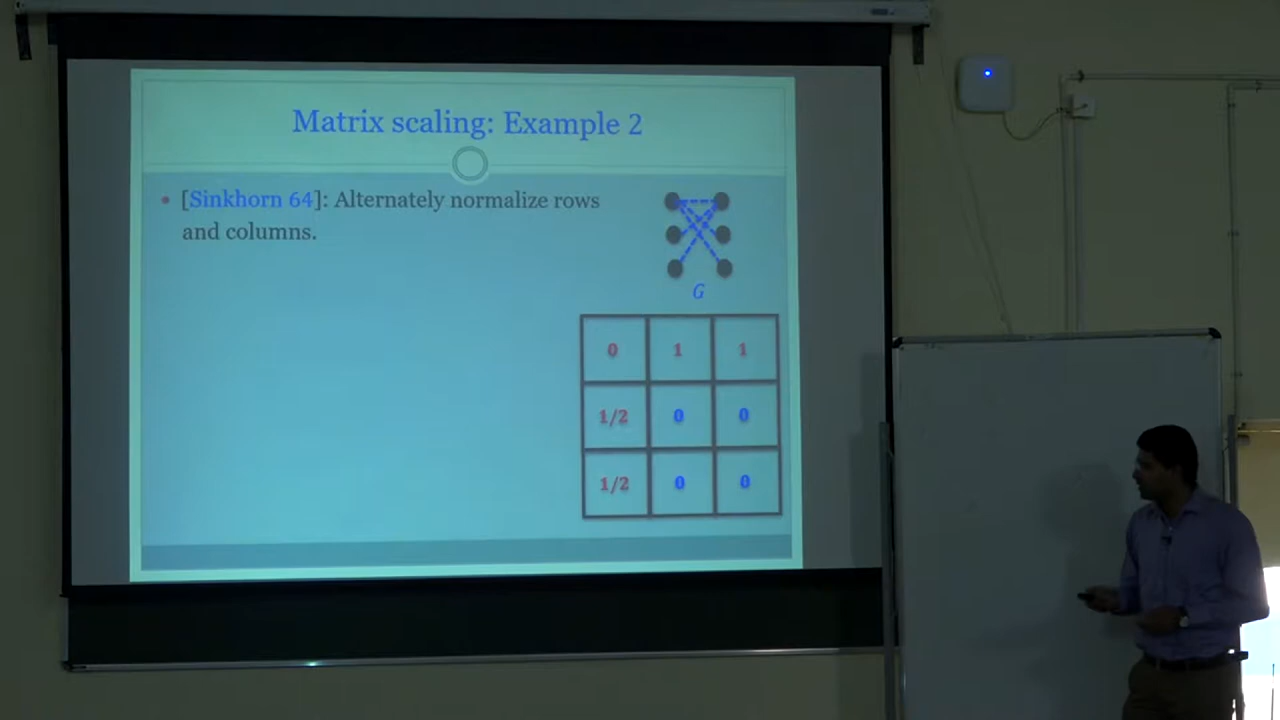 Matrix scaling: Example 2
• [Sinkhorn 64]: Alternately normalize rows
and columns.
G
0 1 1
1/2 0 0
1/2 0 0